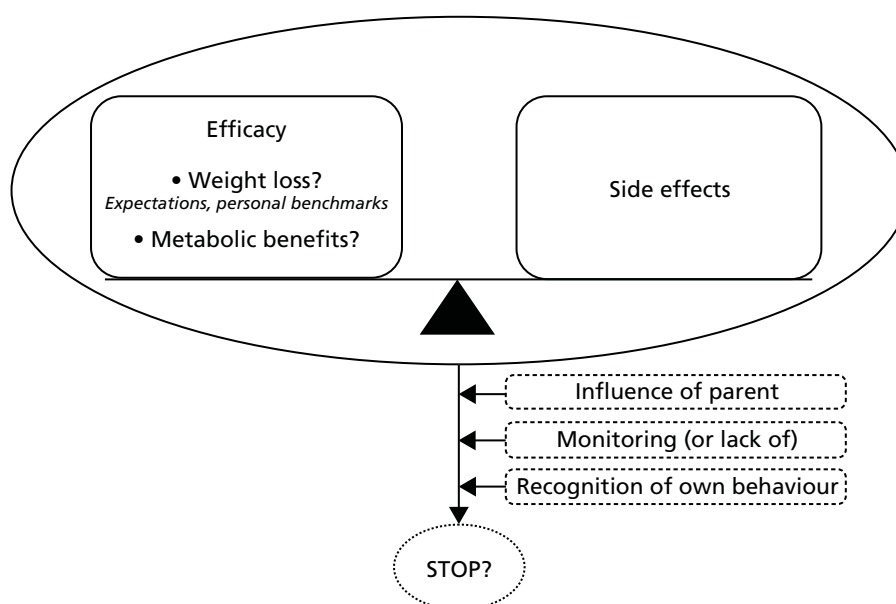 Efficacy
• Weight loss?
Expectations, personal benchmarks
• Metabolic benefits?
Side effects
Influence of parent
Monitoring (or lack of)
Recognition of own behaviour
STOP?